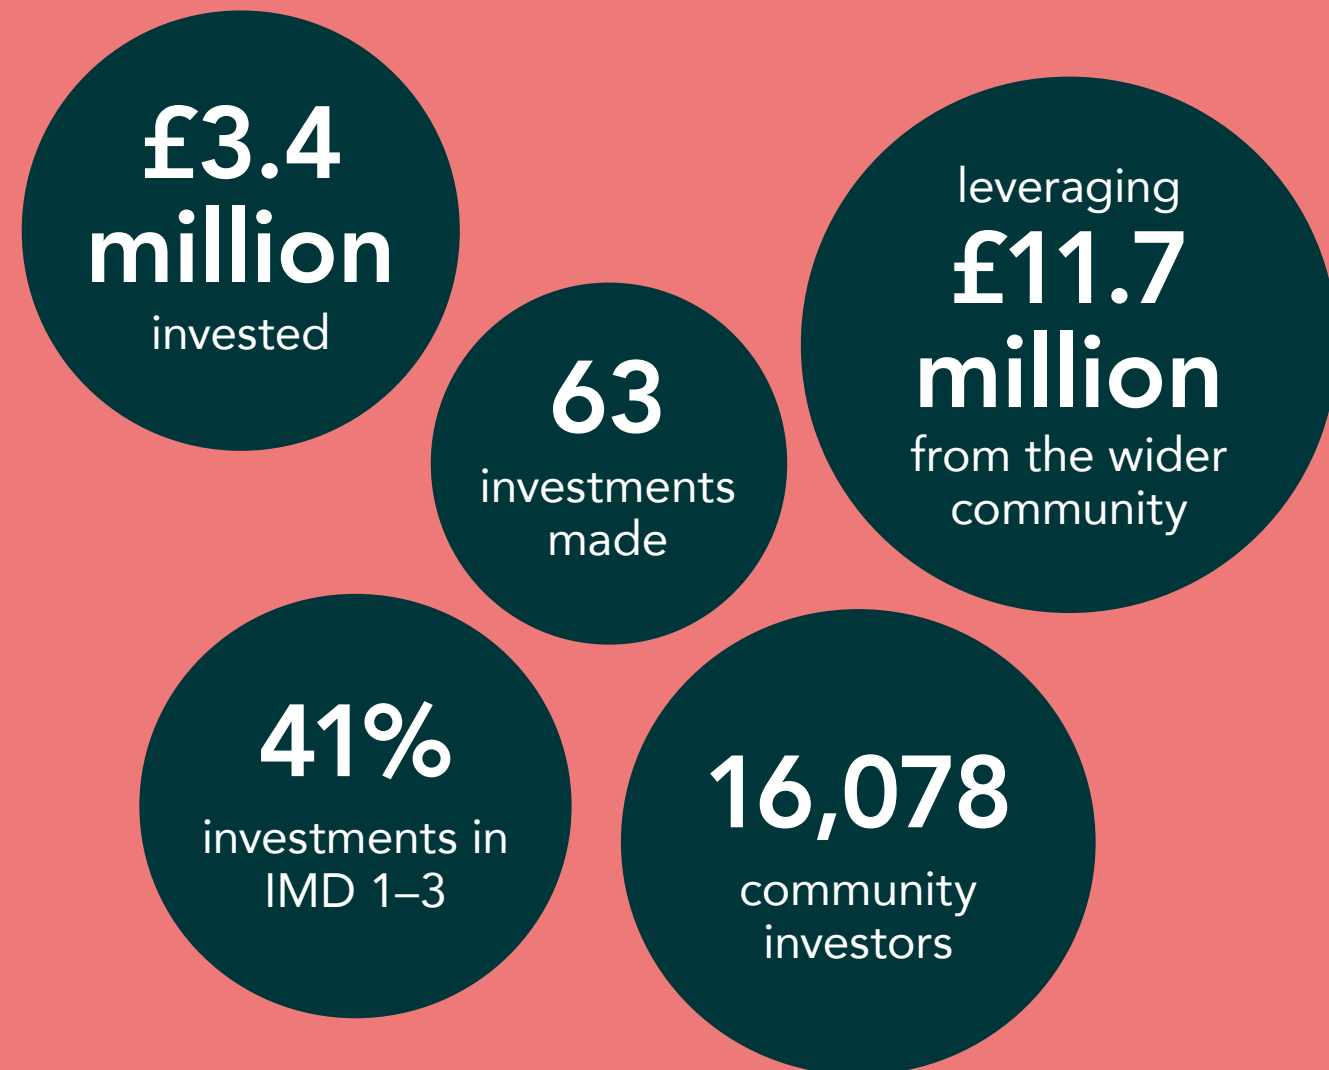 £3.4
million
invested
leveraging
£11.7
million
from the wider
community
63
investments
made
41%
investments in
IMD 1–3
16,078
community
investors